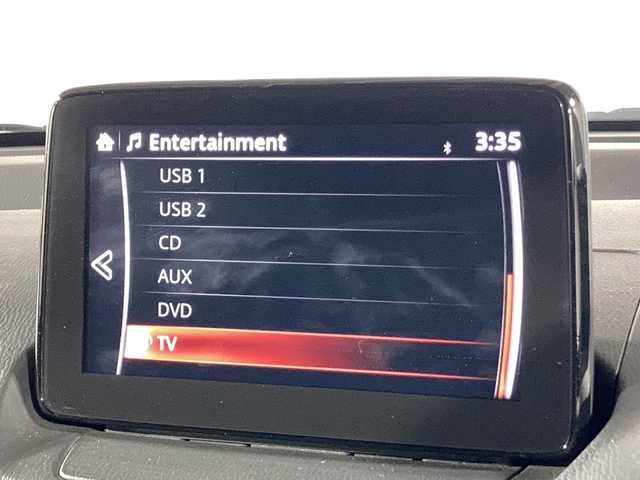 Entertainment 3:35
USB 1
USB 2
CD
AUX
DVD
TV